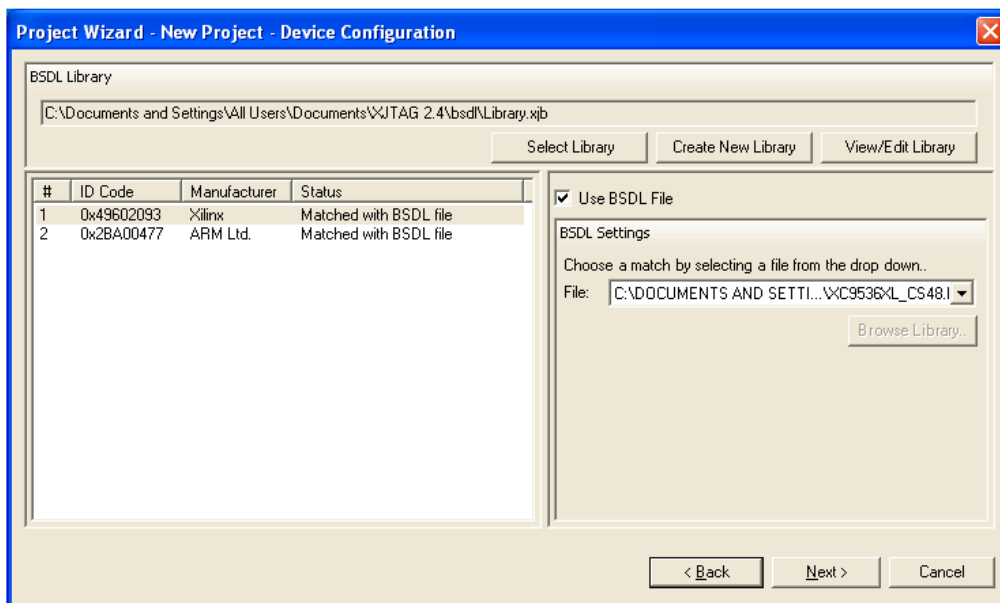 Project Wizard - New Project - Device Configuration
BSDL Library
C:\Documents and Settings\All Users\Documents\XJTAG 2.4\bsdl\Library.xjb
Select Library Create New Library View/Edit Library
# ID Code Manufacturer Status
1 0x49602093 Xilinx Matched with BSDL file
2 0x2BA00477 ARM Ltd. Matched with BSDL file
Use BSDL File
BSDL Settings
Choose a match by selecting a file from the drop down..
File: C:\DOCUMENTS AND SETTI...\XC9536XL_CS48.
Browse Library..
< Back Next > Cancel